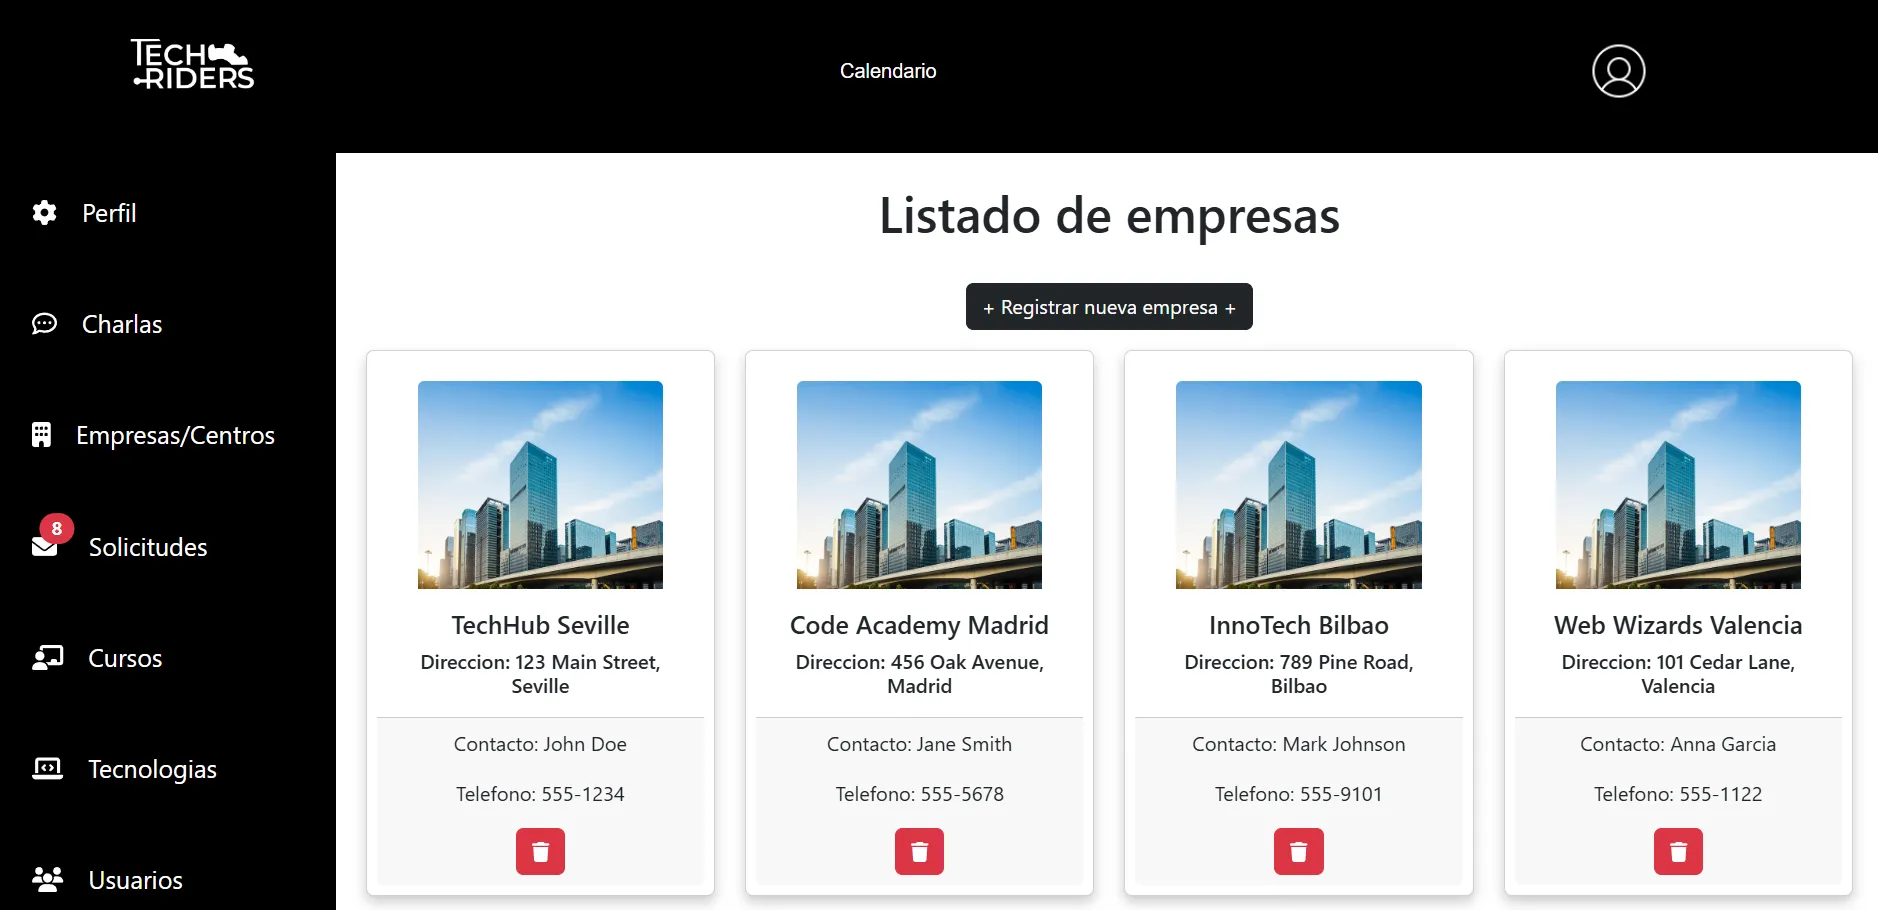 TECH
RIDERS
Calendario
Perfil
Charlas
Empresas/Centros
8
Solicitudes
Cursos
Tecnologias
Usuarios
Listado de empresas
+ Registrar nueva empresa +
TechHub Seville
Direccion: 123 Main Street,
Seville
Contacto: John Doe
Telefono: 555-1234
Code Academy Madrid
Direccion: 456 Oak Avenue,
Madrid
Contacto: Jane Smith
Telefono: 555-5678
InnoTech Bilbao
Direccion: 789 Pine Road,
Bilbao
Contacto: Mark Johnson
Telefono: 555-9101
Web Wizards Valencia
Direccion: 101 Cedar Lane,
Valencia
Contacto: Anna Garcia
Telefono: 555-1122